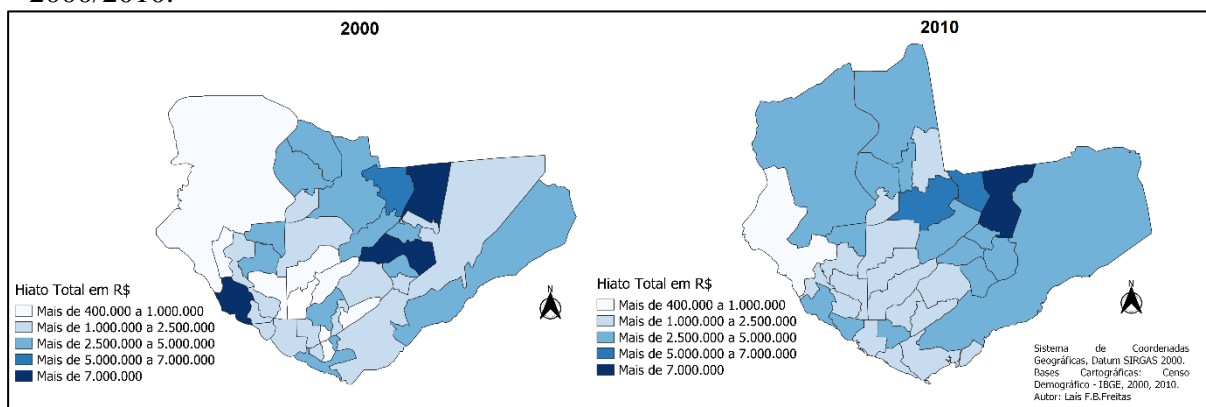 2000/2010.
2000
2010
Hiato Total em R$
Mais de 400.000 a 1.000.000
Mais de 1.000.000 a 2.500.000
Mais de 2.500.000 a 5.000.000
Mais de 5.000.000 a 7.000.000
Mais de 7.000.000
N
Hiato Total em R$
Mais de 400.000 a 1.000.000
Mais de 1.000.000 a 2.500.000
Mais de 2.500.000 a 5.000.000
Mais de 5.000.000 a 7.000.000
Mais de 7.000.000
N
Sistema de Coordenadas
Geográficas, Datum SIRGAS 2000.
Bases Cartográficas: Censo
Demográfico - IBGE, 2000, 2010.
Autor: Laís F.B.Freitas